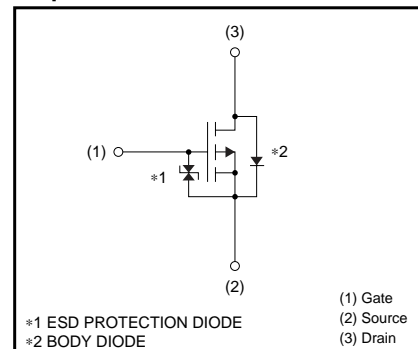 (3)
(1)
∗1
∗2
(2)
∗1 ESD PROTECTION DIODE
∗2 BODY DIODE
(1) Gate
(2) Source
(3) Drain